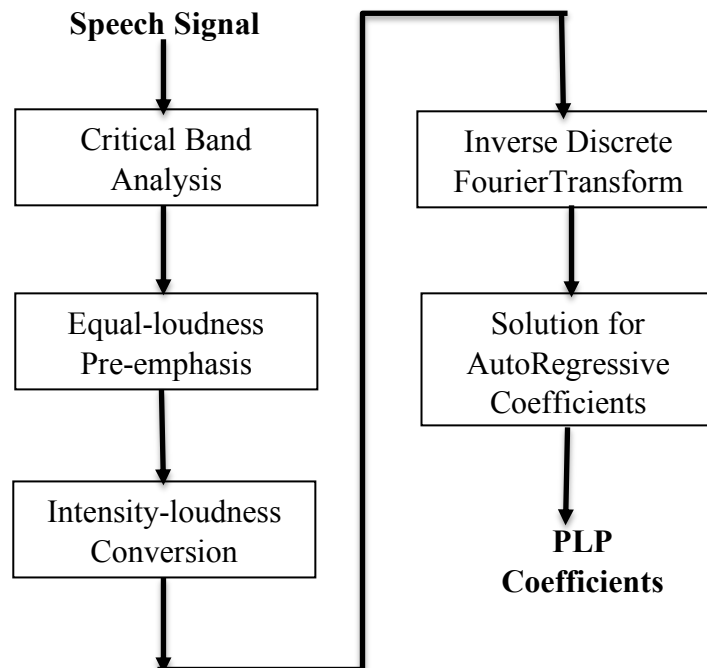 Speech Signal
Critical Band
Analysis
Equal-loudness
Pre-emphasis
Intensity-loudness
Conversion
Inverse Discrete
FourierTransform
Solution for
AutoRegressive
Coefficients
PLP
Coefficients